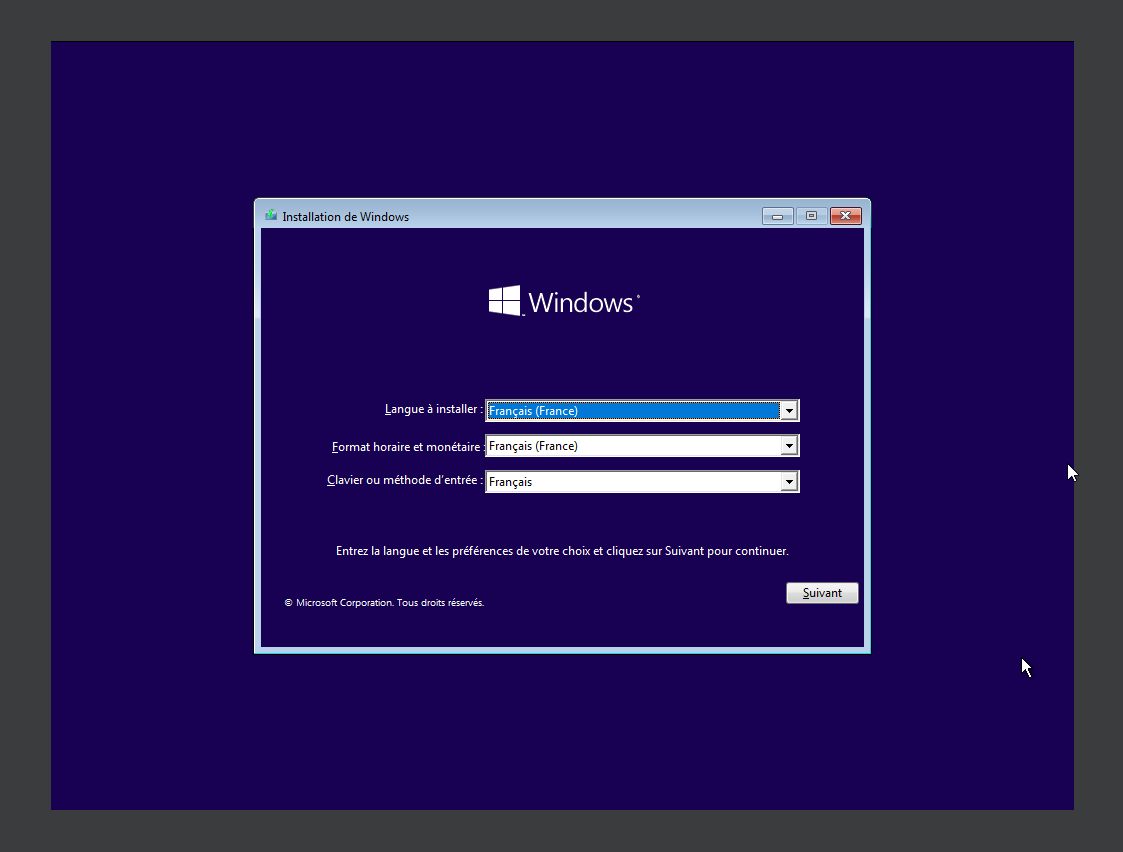 Installation de Windows
Windows
Langue à installer : Français (France)
Format horaire et monétaire : Français (France)
Clavier ou méthode d'entrée : Français
Entrez la langue et les préférences de votre choix et cliquez sur Suivant pour continuer.
Suivant
© Microsoft Corporation. Tous droits réservés.